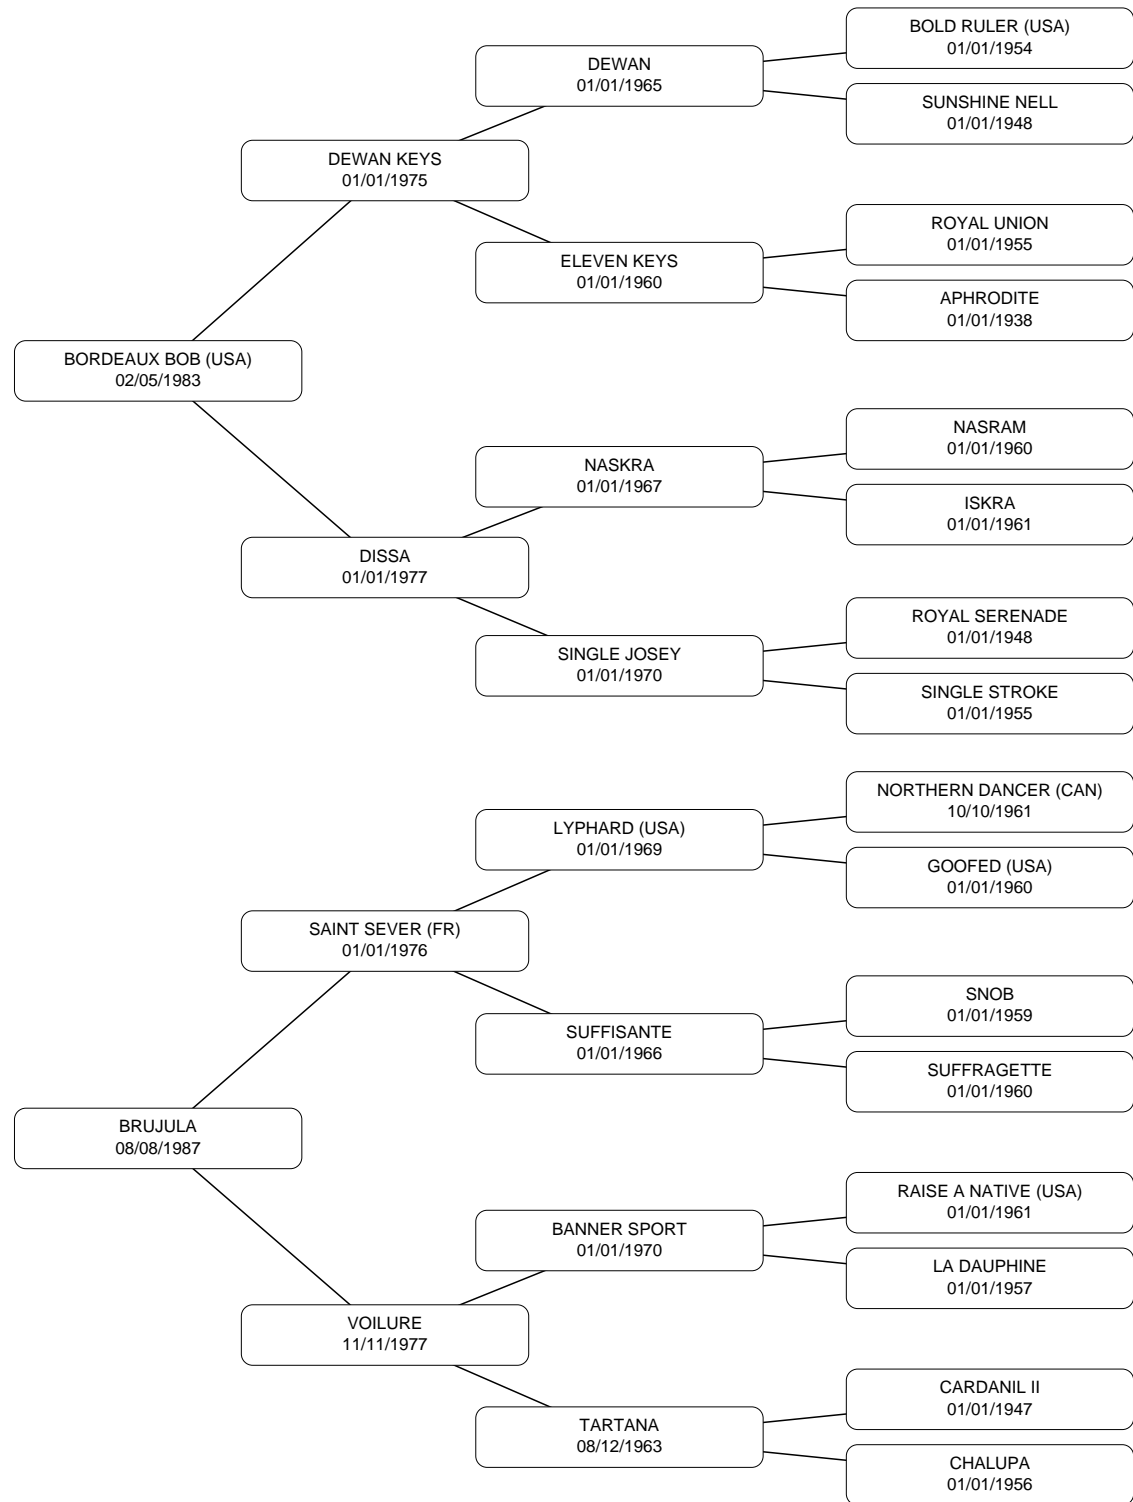 BOLD RULER (USA)
01/01/1954
DEWAN
01/01/1965
SUNSHINE NELL
01/01/1948
DEWAN KEYS
01/01/1975
ROYAL UNION
01/01/1955
ELEVEN KEYS
01/01/1960
APHRODITE
01/01/1938
BORDEAUX BOB (USA)
02/05/1983
NASRAM
01/01/1960
NASKRA
01/01/1967
ISKRA
01/01/1961
DISSA
01/01/1977
ROYAL SERENADE
01/01/1948
SINGLE JOSEY
01/01/1970
SINGLE STROKE
01/01/1955
NORTHERN DANCER (CAN)
10/10/1961
LYPHARD (USA)
01/01/1969
GOOFED (USA)
01/01/1960
SAINT SEVER (FR)
01/01/1976
SNOB
01/01/1959
SUFFISANTE
01/01/1966
SUFFRAGETTE
01/01/1960
BRUJULA
08/08/1987
RAISE A NATIVE (USA)
01/01/1961
BANNER SPORT
01/01/1970
LA DAUPHINE
01/01/1957
VOILURE
11/11/1977
CARDANIL II
01/01/1947
TARTANA
08/12/1963
CHALUPA
01/01/1956